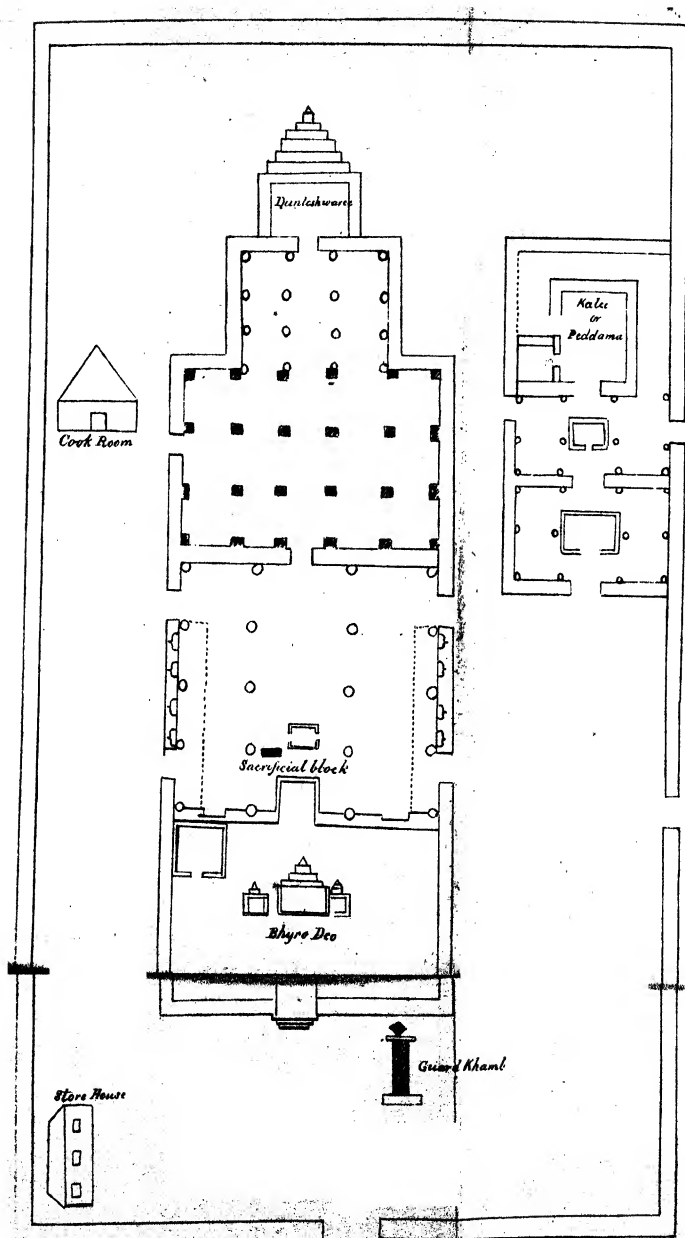 Dunteshwaree
Kalee
or
Peddama
Cook Room
Sacrificial block
Bhyro Deo
Guard Khamb
Store House